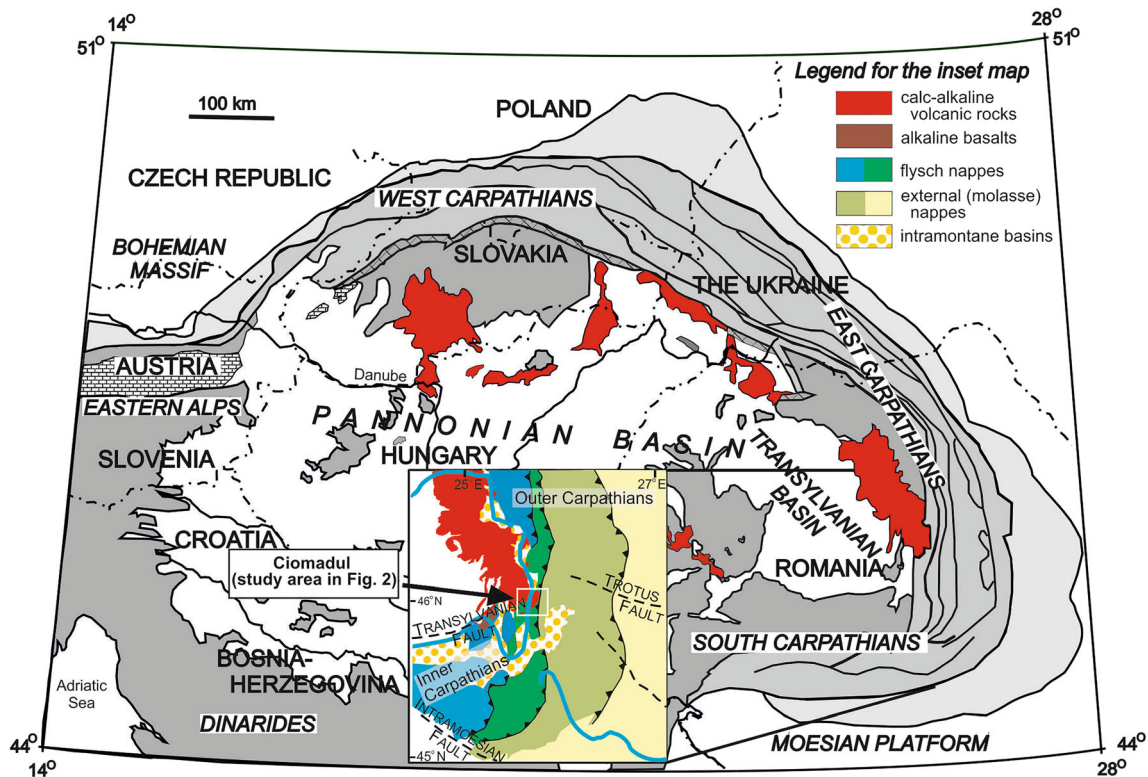 14°
28°
51°
51°
Legend for the inset map
100 km
POLAND
calc-alkaline
volcanic rocks
alkaline basalts
CZECH REPUBLIC
flysch nappes
WEST CARPATHIANS
external (molasse)
nappes
BOHEMIAN
MASSIF
intramontane basins
SLOVAKIA
THE UKRAINE
EAST CARPATHIANS
AUSTRIA
Danube
EASTERN ALPS
PANNONIAN BASIN
HUNGARY
TRANSYLVANIAN
BASIN
SLOVENIA
25°E
27°E
Outer Carpathians
CROATIA
ROMANIA
Ciomadul
(study area in Fig. 2)
TROTUS
FAULT
46°N
TRANSYLVANIAN
FAULT
SOUTH CARPATHIANS
BOSNIA-
HERZEGOVINA
Inner
Carpathians
Adriatic
Sea
DINARIDES
INTRAMOESIAN
FAULT
MOESIAN PLATFORM
45°N
44°
44°
14°
28°